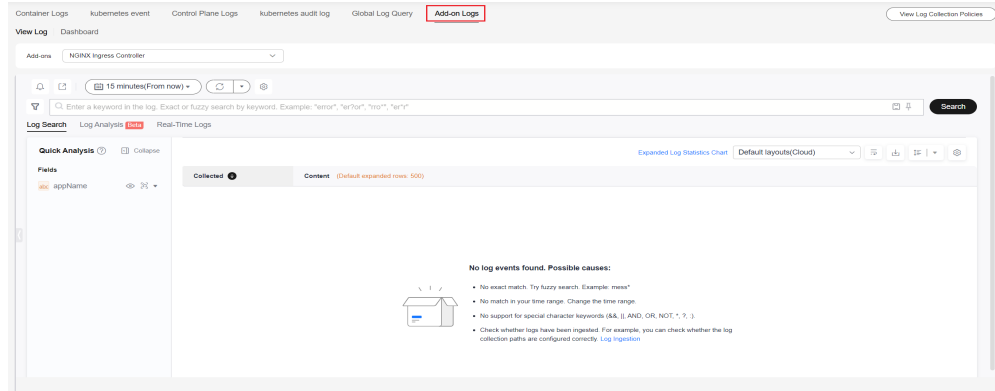 Container Logs kubernetes event Control Plane Logs kubernetes audit log Global Log Query Add-on Logs View Log Collection Policies
View Log Dashboard
Add-ons NGINX Ingress Controller
15 minutes(From now)
Enter a keyword in the log. Exact or fuzzy search by keyword. Example: "error", "er?or", "rro*", "er*r" Search
Log Search Log Analysis Beta Real-Time Logs
Quick Analysis Collapse
Expanded Log Statistics Chart Default layouts(Cloud)
Fields
Collected Content (Default expanded rows: 500)
abc appName
No log events found. Possible causes:
• No exact match. Try fuzzy search. Example: mess*
• No match in your time range. Change the time range.
• No support for special character keywords (&&, ||, AND, OR, NOT, *, ?, :).
• Check whether logs have been ingested. For example, you can check whether the log
collection paths are configured correctly. Log Ingestion